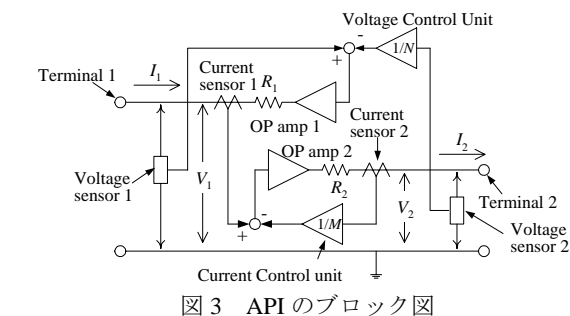 Voltage Control Unit
-
+
1/N
Terminal 1
I1
Current
sensor 1
R1
OP amp 1
Current
sensor 2
OP amp 2
I2
R2
Voltage
sensor 1
V1
V2
Terminal 2
-
+
1/M
Voltage
sensor 2
Current Control unit
図 3 API のブロック図